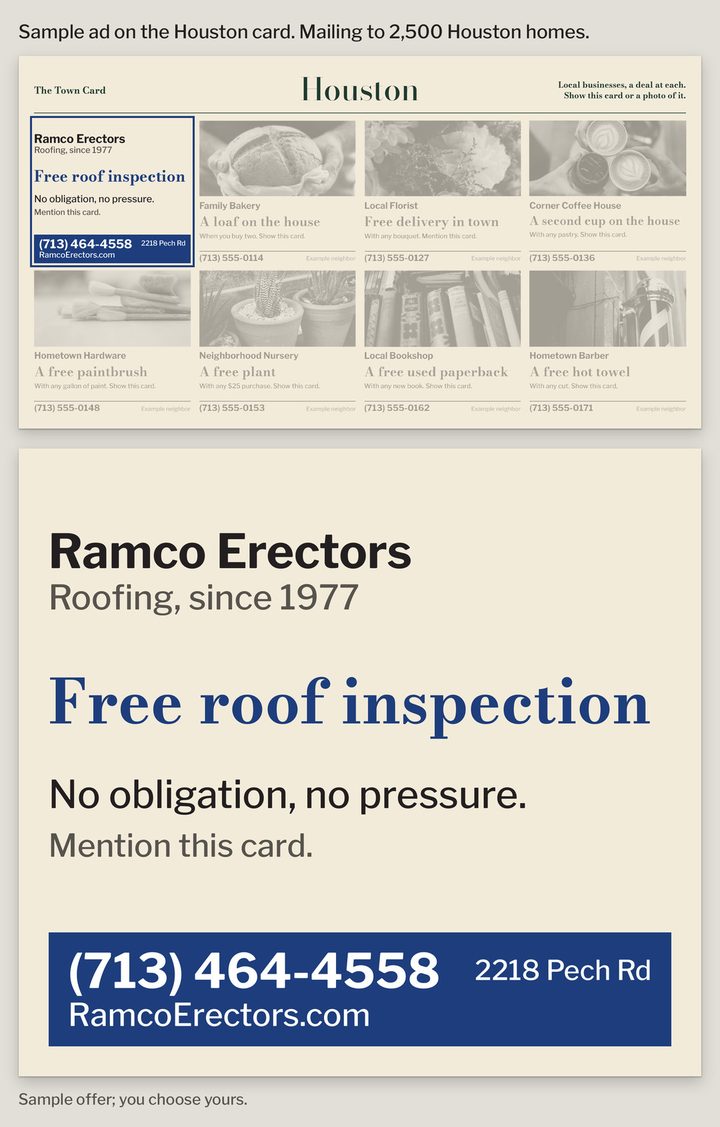 Sample ad on the Houston card. Mailing to 2,500 Houston homes.
The Town Card
Houston
Local businesses, a deal at each.
Show this card or a photo of it.
Ramco Erectors
Roofing, since 1977
Free roof inspection
No obligation, no pressure.
Mention this card.
(713) 464-4558 2218 Pech Rd
RamcoErectors.com
Family Bakery
A loaf on the house
When you buy two. Show this card.
(713) 555-0114 Example neighbor
Local Florist
Free delivery in town
With any bouquet. Mention this card.
(713) 555-0127 Example neighbor
Corner Coffee House
A second cup on the house
With any pastry. Show this card.
(713) 555-0136 Example neighbor
Hometown Hardware
A free paintbrush
With any gallon of paint. Show this card.
(713) 555-0148 Example neighbor
Neighborhood Nursery
A free plant
With any $25 purchase. Show this card.
(713) 555-0153 Example neighbor
Local Bookshop
A free used paperback
With any new book. Show this card.
(713) 555-0162 Example neighbor
Hometown Barber
A free hot towel
With any cut. Show this card.
(713) 555-0171 Example neighbor
Ramco Erectors
Roofing, since 1977
Free roof inspection
No obligation, no pressure.
Mention this card.
(713) 464-4558 2218 Pech Rd
RamcoErectors.com
Sample offer; you choose yours.